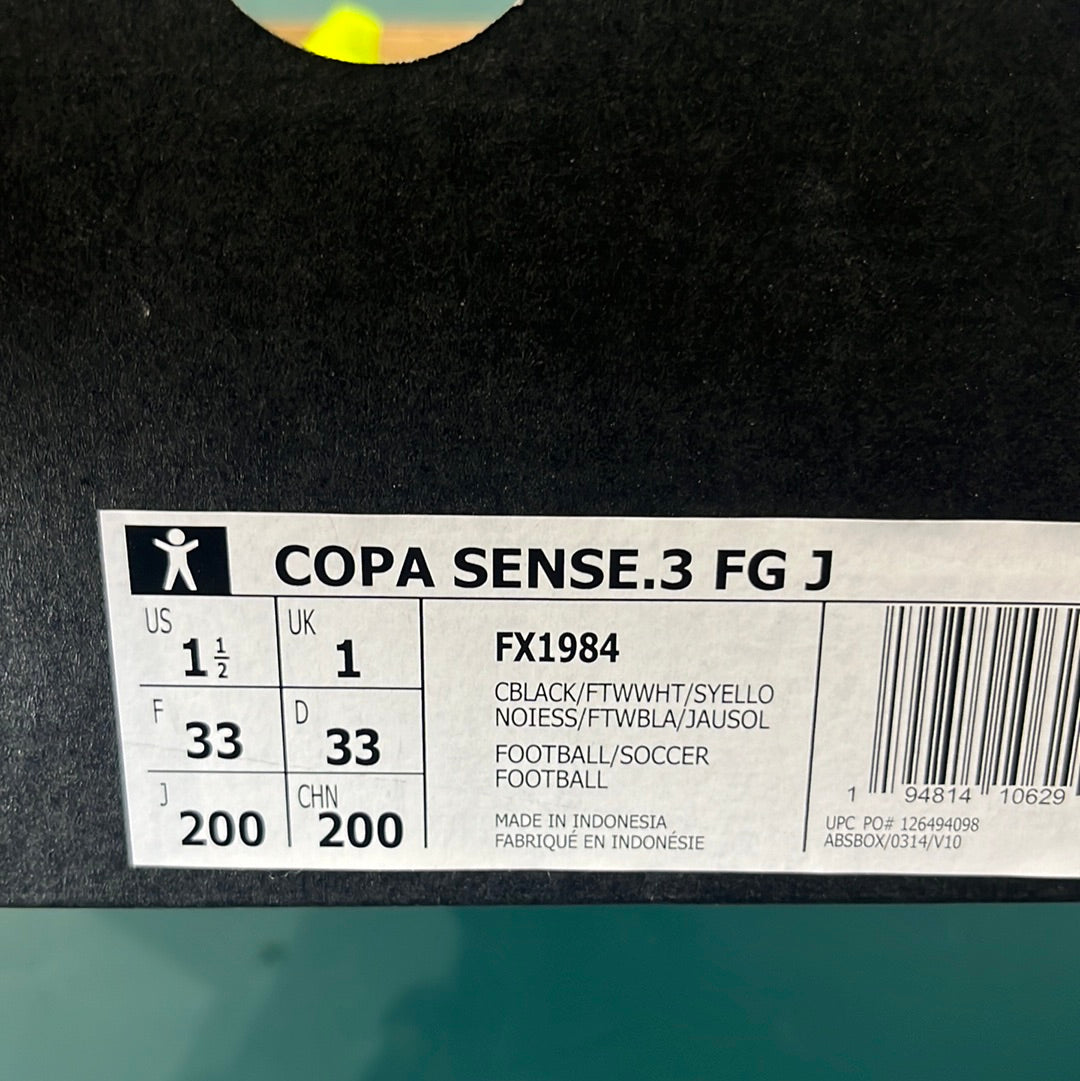 COPA SENSE.3 FG J
US 1 1/2 UK 1
F 33 D 33
J 200 CHN 200
FX1984
CBLACK/FTWWHT/SYELLO
NOIESS/FTWBLA/JAUSOL
FOOTBALL/SOCCER
FOOTBALL
MADE IN INDONESIA
FABRIQUÉ EN INDONÉSIE
1 94814 10629
UPC PO# 126494098
ABSBOX/0314/V10